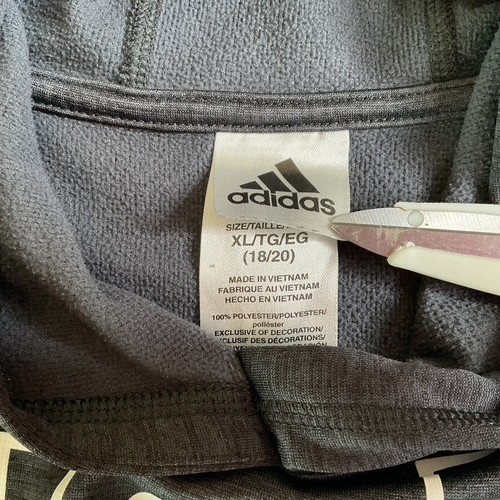 adidas
SIZE/TAILLE/
XL/TG/EG
(18/20)
MADE IN VIETNAM
FABRIQUE AU VIETNAM
HECHO EN VIETNAM
100% POLYESTER/POLYESTER/
poliéster
EXCLUSIVE OF DECORATION/